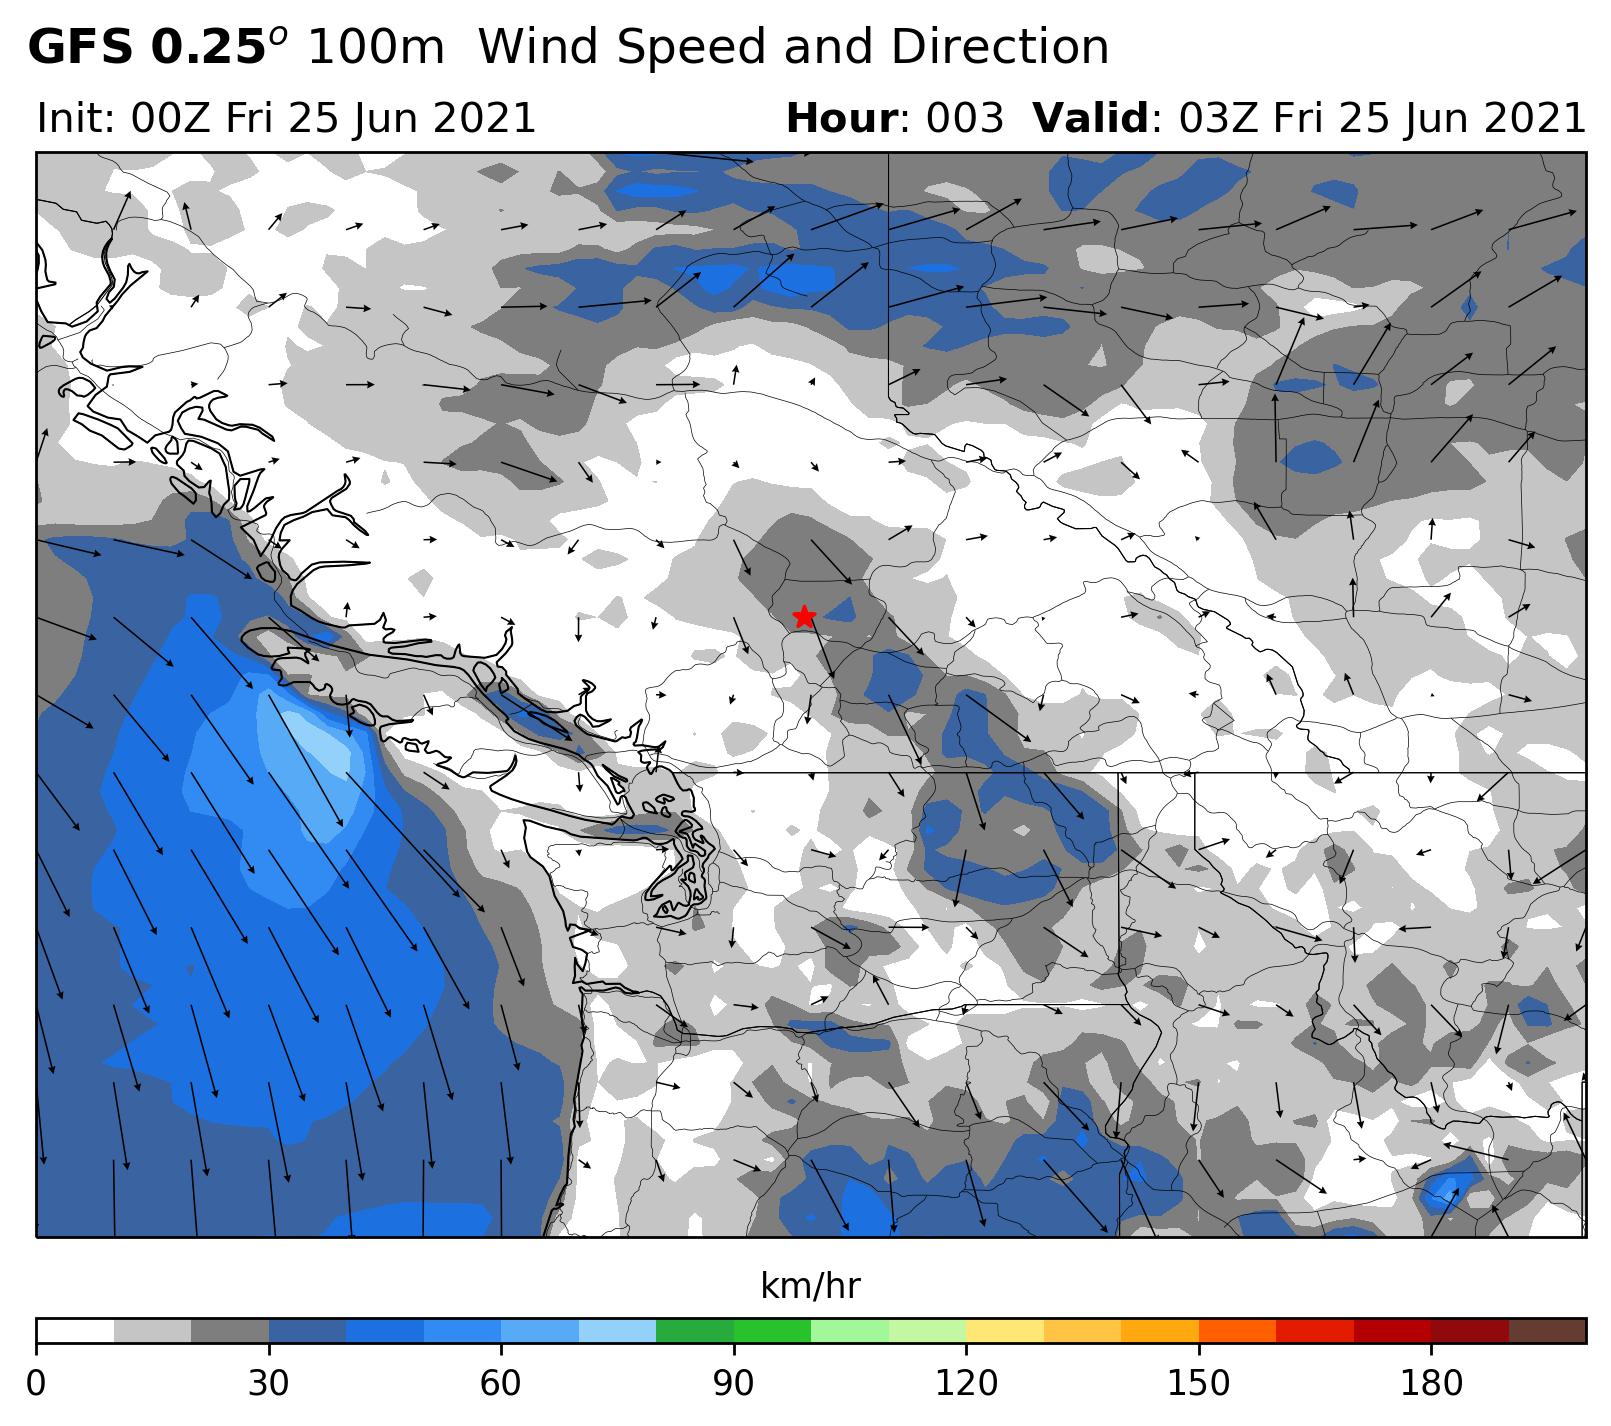 GFS 0.25° 100m Wind Speed and Direction
Init: 00Z Fri 25 Jun 2021 Hour: 003 Valid: 03Z Fri 25 Jun 2021
km/hr
0 30 60 90 120 150 180